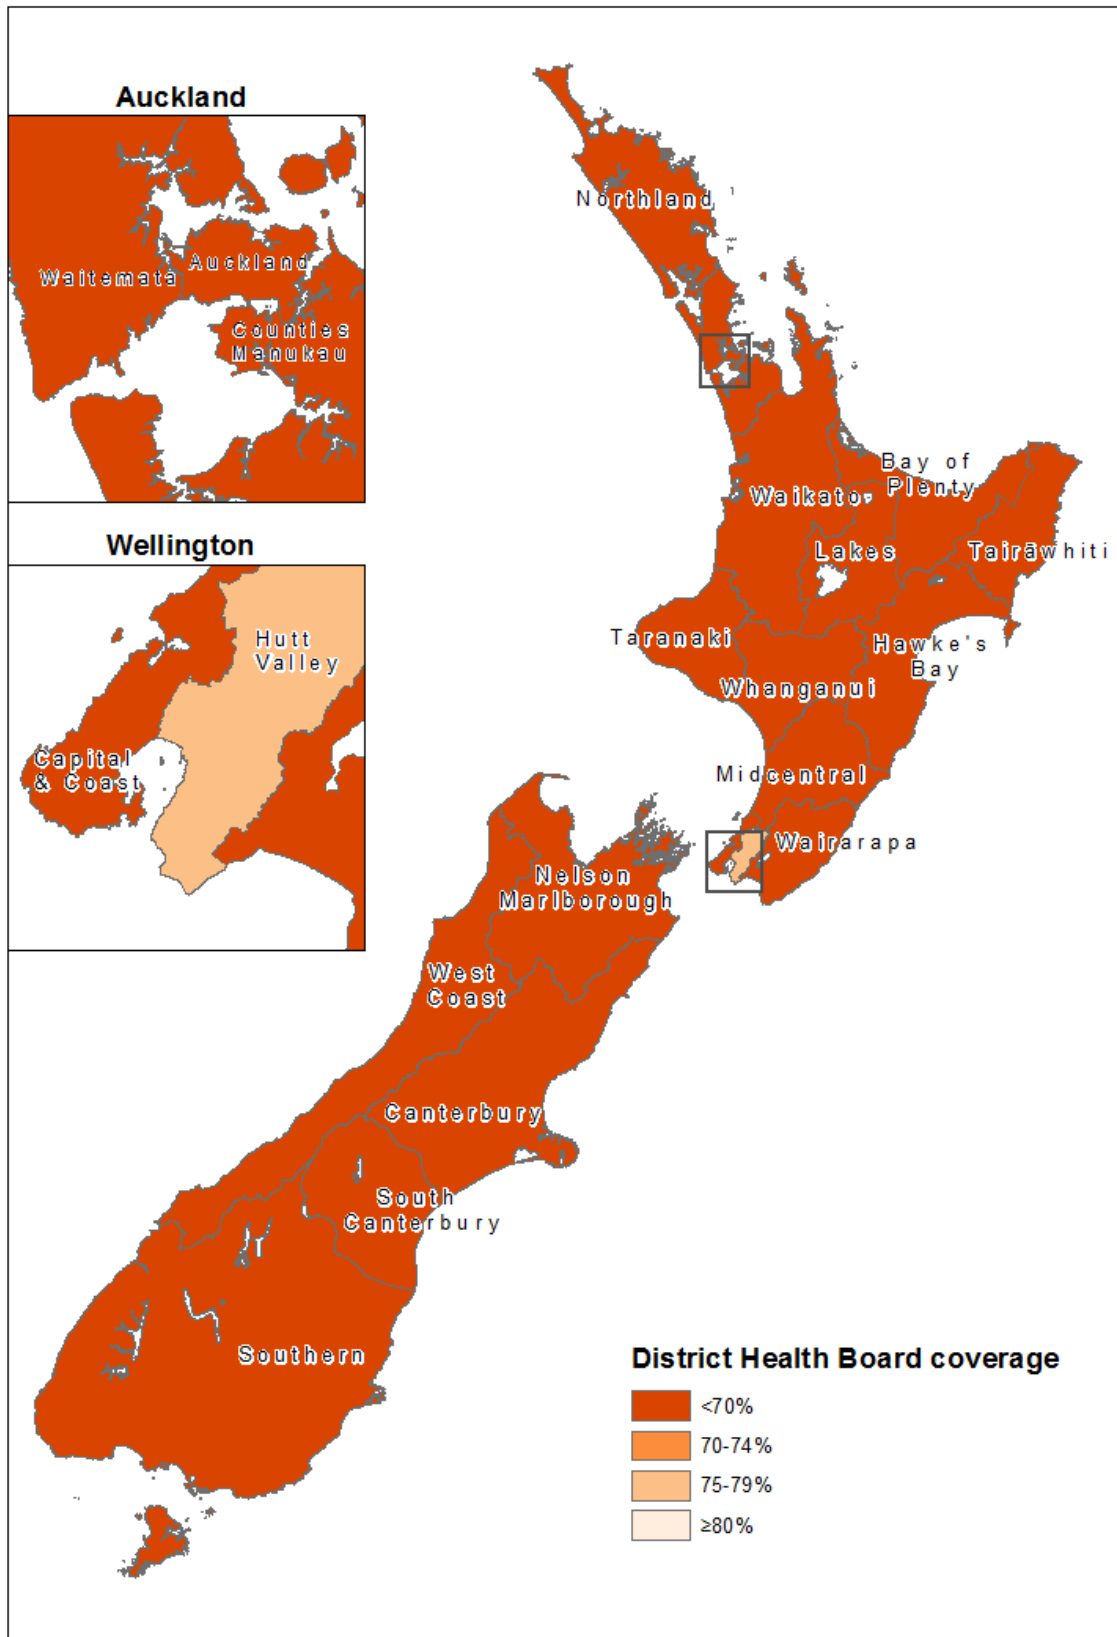 Auckland
Waitemata
Auckland
Counties
Manukau
Wellington
Hutt
Valley
Capital
& Coast
Northland
Bay of
Plenty
Waikato
Lakes
Tairāwhiti
Taranaki
Hawke's
Bay
Whanganui
Midcentral
Wairarapa
Nelson
Marlborough
West
Coast
Canterbury
South
Canterbury
Southern
District Health Board coverage
<70%
70-74%
75-79%
≥80%